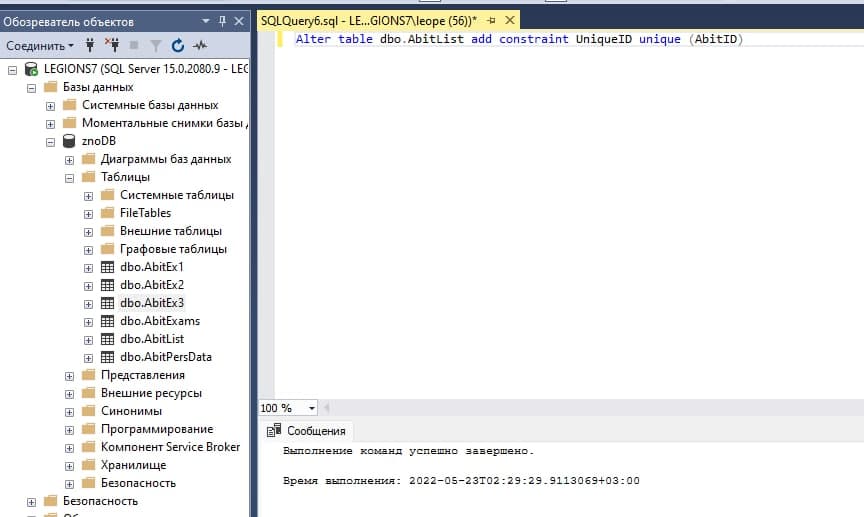 Обозреватель объектов
Соединить
LEGIONS7 (SQL Server 15.0.2080.9 - LEG
Базы данных
Системные базы данных
Моментальные снимки базы
znoDB
Диаграммы баз данных
Таблицы
Системные таблицы
FileTables
Внешние таблицы
Графовые таблицы
dbo.AbitEx1
dbo.AbitEx2
dbo.AbitEx3
dbo.AbitExams
dbo.AbitList
dbo.AbitPersData
Представления
Внешние ресурсы
Синонимы
Программирование
Компонент Service Broker
Хранилище
Безопасность
Безопасность
SQLQuery6.sql - LE...GIONS7\leope (56))*
Alter table dbo.AbitList add constraint UniqueID unique (AbitID)
100 %
Сообщения
Выполнение команд успешно завершено.
Время выполнения: 2022-05-23T02:29:29.9113069+03:00